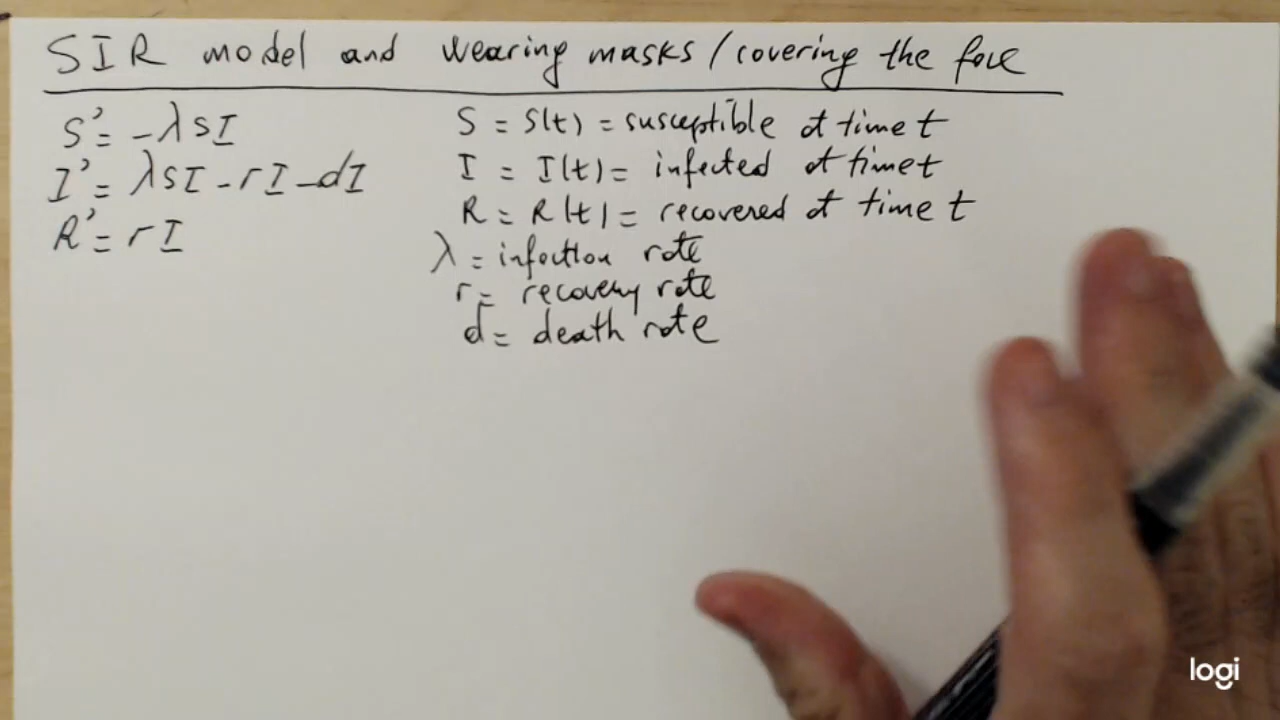 SIR model and wearing masks / covering the face
S' = -λSI
I' = λSI - rI - dI
R' = rI
S = S(t) = susceptible at time t
I = I(t) = infected at time t
R = R(t) = recovered at time t
λ = infection rate
r = recovery rate
d = death rate
logi